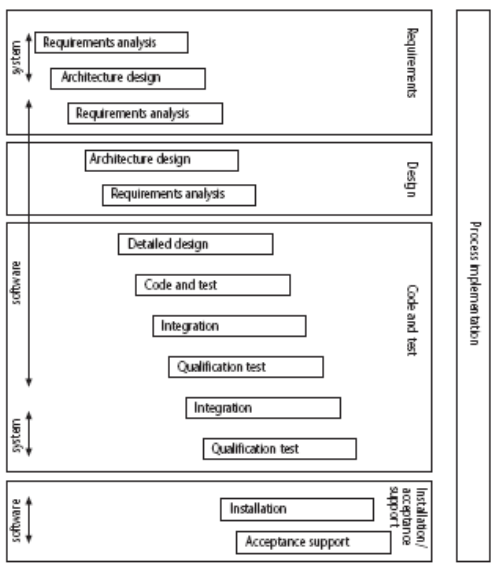 system
Requirements analysis
Architecture design
Requirements analysis
Requirements
Architecture design
Requirements analysis
Design
software
Detailed design
Code and test
Integration
Qualification test
Integration
Qualification test
Code and test
system
Installation
Acceptance support
Installation/
acceptance
support
software
Process implementation